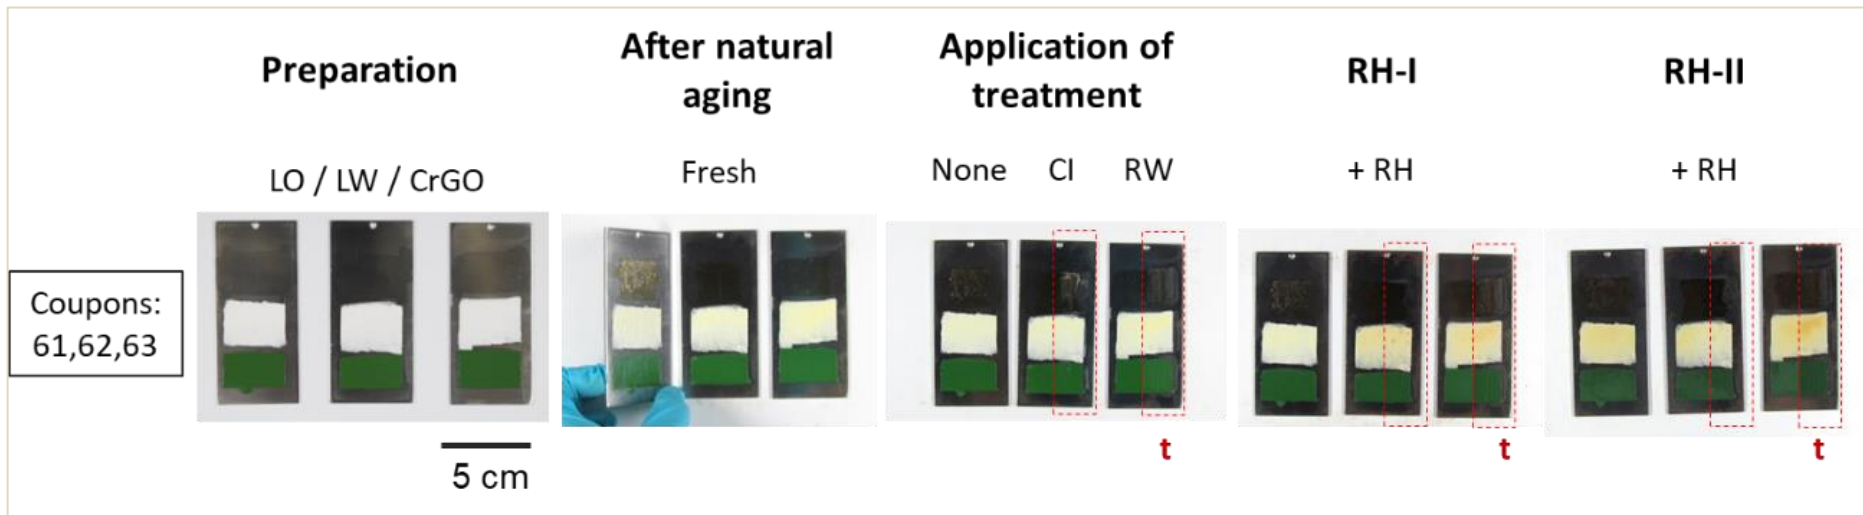 Preparation
After natural
aging
Application of
treatment
RH-I
RH-II
LO / LW / CrGO
Fresh
None CI RW
+ RH
+ RH
Coupons:
61,62,63
t
t
t
5 cm